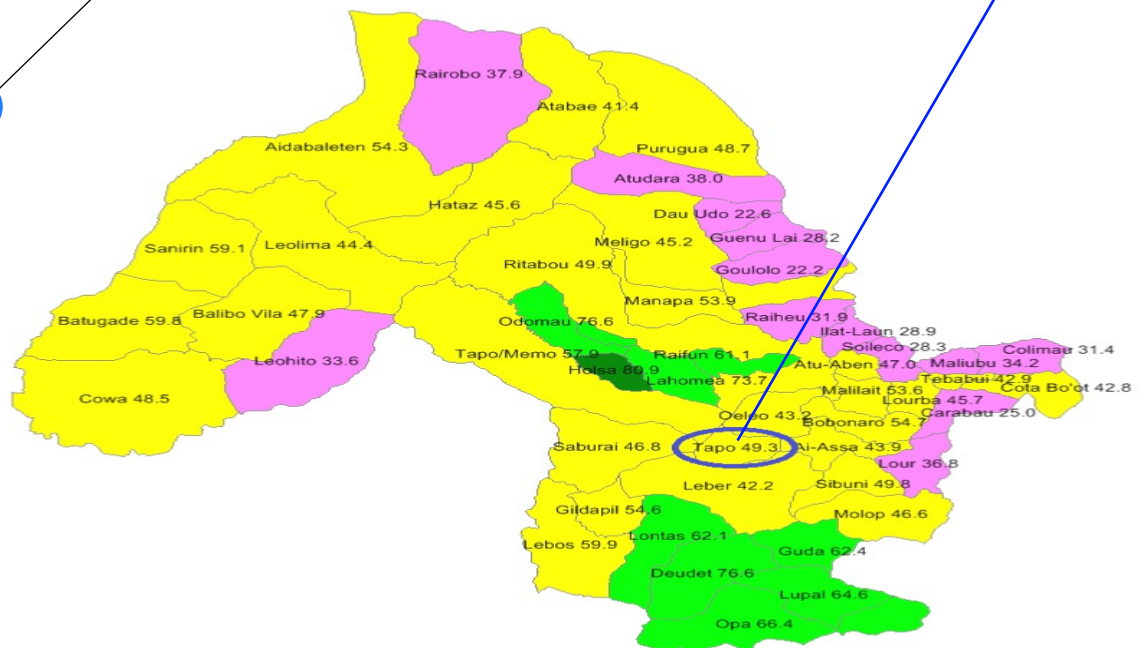 Rairobo 37.9
Atabae 41.4
Aidabaleten 54.3
Purugua 48.7
Atudara 38.0
Hataz 45.6
Dau Udo 22.6
Guenu Lai 28.2
Meligo 45.2
Leolima 44.4
Sanirin 59.1
Ritabou 49.9
Goulolo 22.2
Manapa 53.9
Balibo Vila 47.9
Batugade 59.8
Raiheu 31.9
Odomau 76.6
Ilat-Laun 28.9
Soileco 28.3
Colimau 31.4
Tapo/Memo 57.9
Raifun 61.1
Leohito 33.6
Maliubu 34.2
Atu-Aben 47.0
Holsa 80.9
Lahomea 73.7
Tebabui 42.9
Cota Bo'ot 42.8
Malilait 53.6
Cowa 48.5
Lourba 45.7
Carabau 25.0
Oeleo 43.2
Bobonaro 54.7
Saburai 46.8
Tapo 49.3
Ai-Assa 43.9
Lour 36.8
Leber 42.2
Sibuni 49.8
Gildapil 54.6
Molop 46.6
Lontas 62.1
Lebos 59.9
Guda 62.4
Deudet 76.6
Lupal 64.6
Opa 66.4